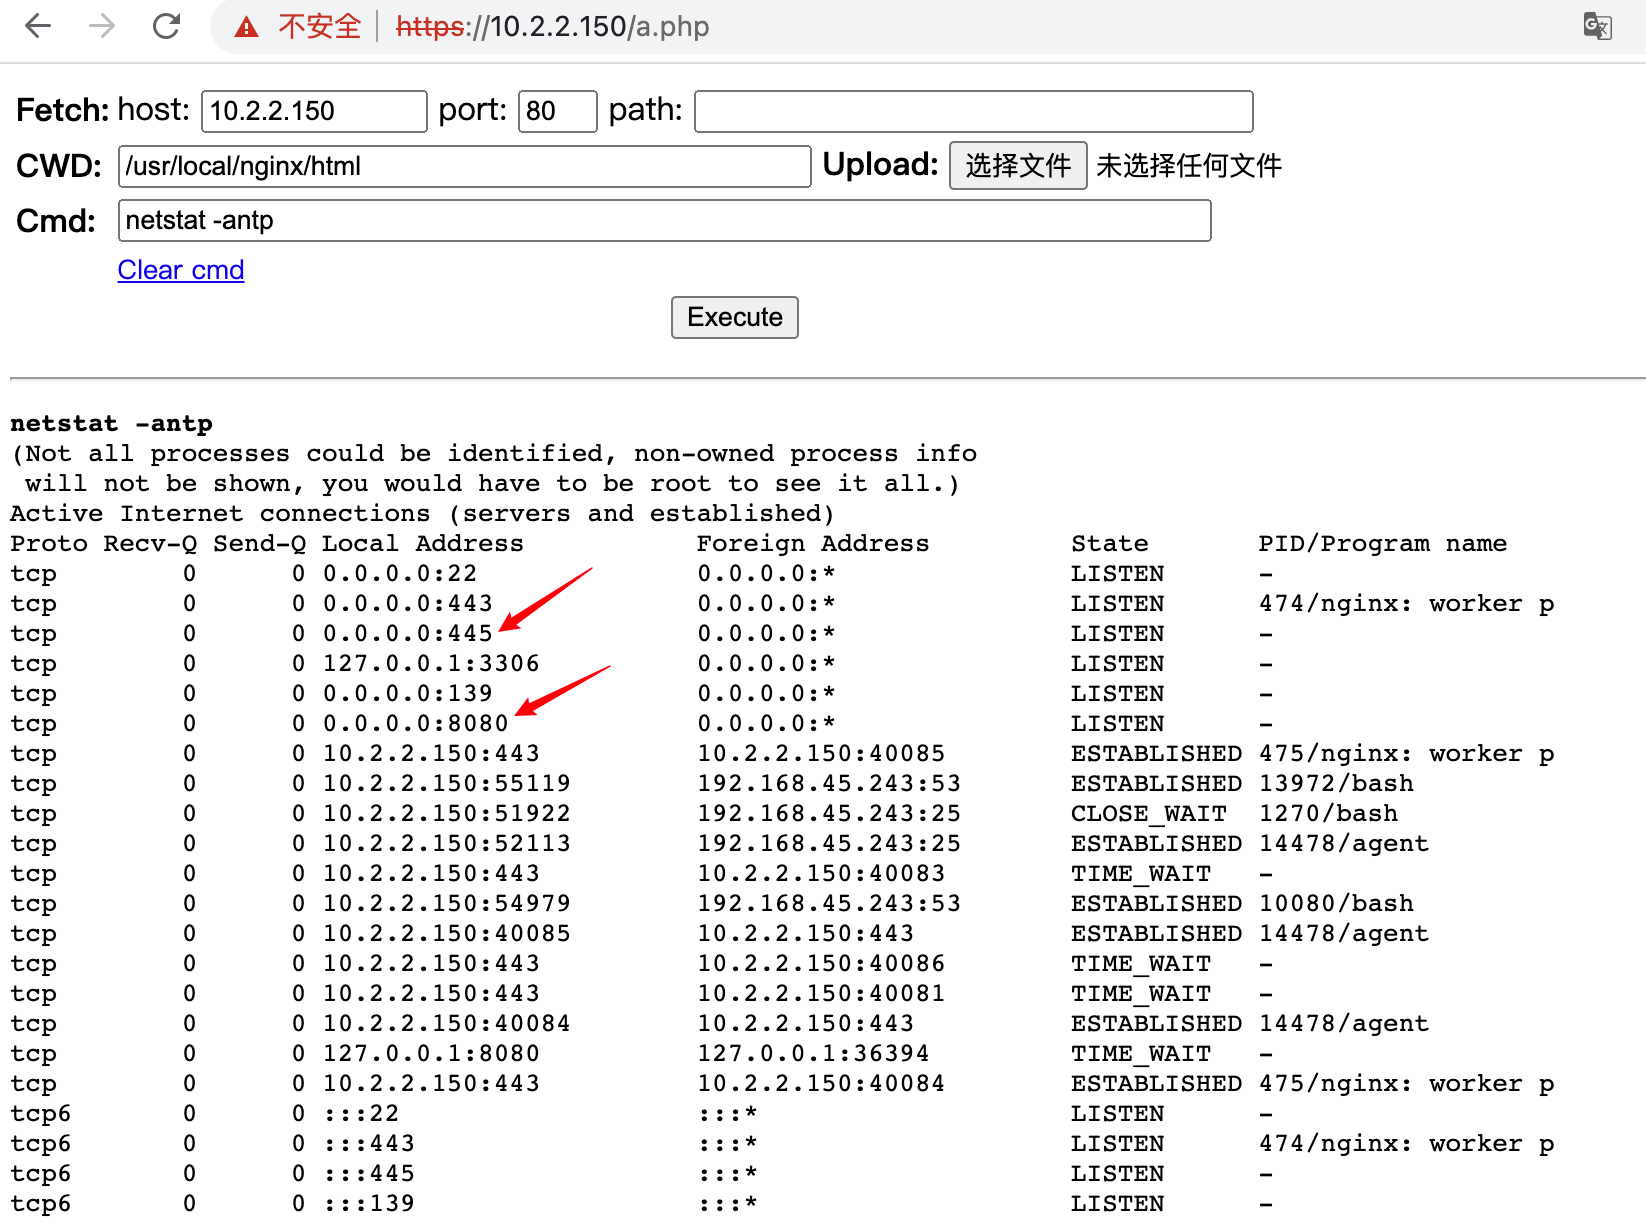 不安全 https://10.2.2.150/a.php
Fetch: host: 10.2.2.150 port: 80 path:
CWD: /usr/local/nginx/html Upload: 选择文件 未选择任何文件
Cmd: netstat -antp
Clear cmd
Execute
netstat -antp
(Not all processes could be identified, non-owned process info
will not be shown, you would have to be root to see it all.)
Active Internet connections (servers and established)
Proto Recv-Q Send-Q Local Address Foreign Address State PID/Program name
tcp 0 0 0.0.0.0:22 0.0.0.0:* LISTEN -
tcp 0 0 0.0.0.0:443 0.0.0.0:* LISTEN 474/nginx: worker p
tcp 0 0 0.0.0.0:445 0.0.0.0:* LISTEN -
tcp 0 0 127.0.0.1:3306 0.0.0.0:* LISTEN -
tcp 0 0 0.0.0.0:139 0.0.0.0:* LISTEN -
tcp 0 0 0.0.0.0:8080 0.0.0.0:* LISTEN -
tcp 0 0 10.2.2.150:443 10.2.2.150:40085 ESTABLISHED 475/nginx: worker p
tcp 0 0 10.2.2.150:55119 192.168.45.243:53 ESTABLISHED 13972/bash
tcp 0 0 10.2.2.150:51922 192.168.45.243:25 CLOSE_WAIT 1270/bash
tcp 0 0 10.2.2.150:52113 192.168.45.243:25 ESTABLISHED 14478/agent
tcp 0 0 10.2.2.150:443 10.2.2.150:40083 TIME_WAIT -
tcp 0 0 10.2.2.150:54979 192.168.45.243:53 ESTABLISHED 10080/bash
tcp 0 0 10.2.2.150:40085 10.2.2.150:443 ESTABLISHED 14478/agent
tcp 0 0 10.2.2.150:443 10.2.2.150:40086 TIME_WAIT -
tcp 0 0 10.2.2.150:443 10.2.2.150:40081 TIME_WAIT -
tcp 0 0 10.2.2.150:40084 10.2.2.150:443 ESTABLISHED 14478/agent
tcp 0 0 127.0.0.1:8080 127.0.0.1:36394 TIME_WAIT -
tcp 0 0 10.2.2.150:443 10.2.2.150:40084 ESTABLISHED 475/nginx: worker p
tcp6 0 0 :::22 :::* LISTEN -
tcp6 0 0 :::443 :::* LISTEN 474/nginx: worker p
tcp6 0 0 :::445 :::* LISTEN -
tcp6 0 0 :::139 :::* LISTEN -